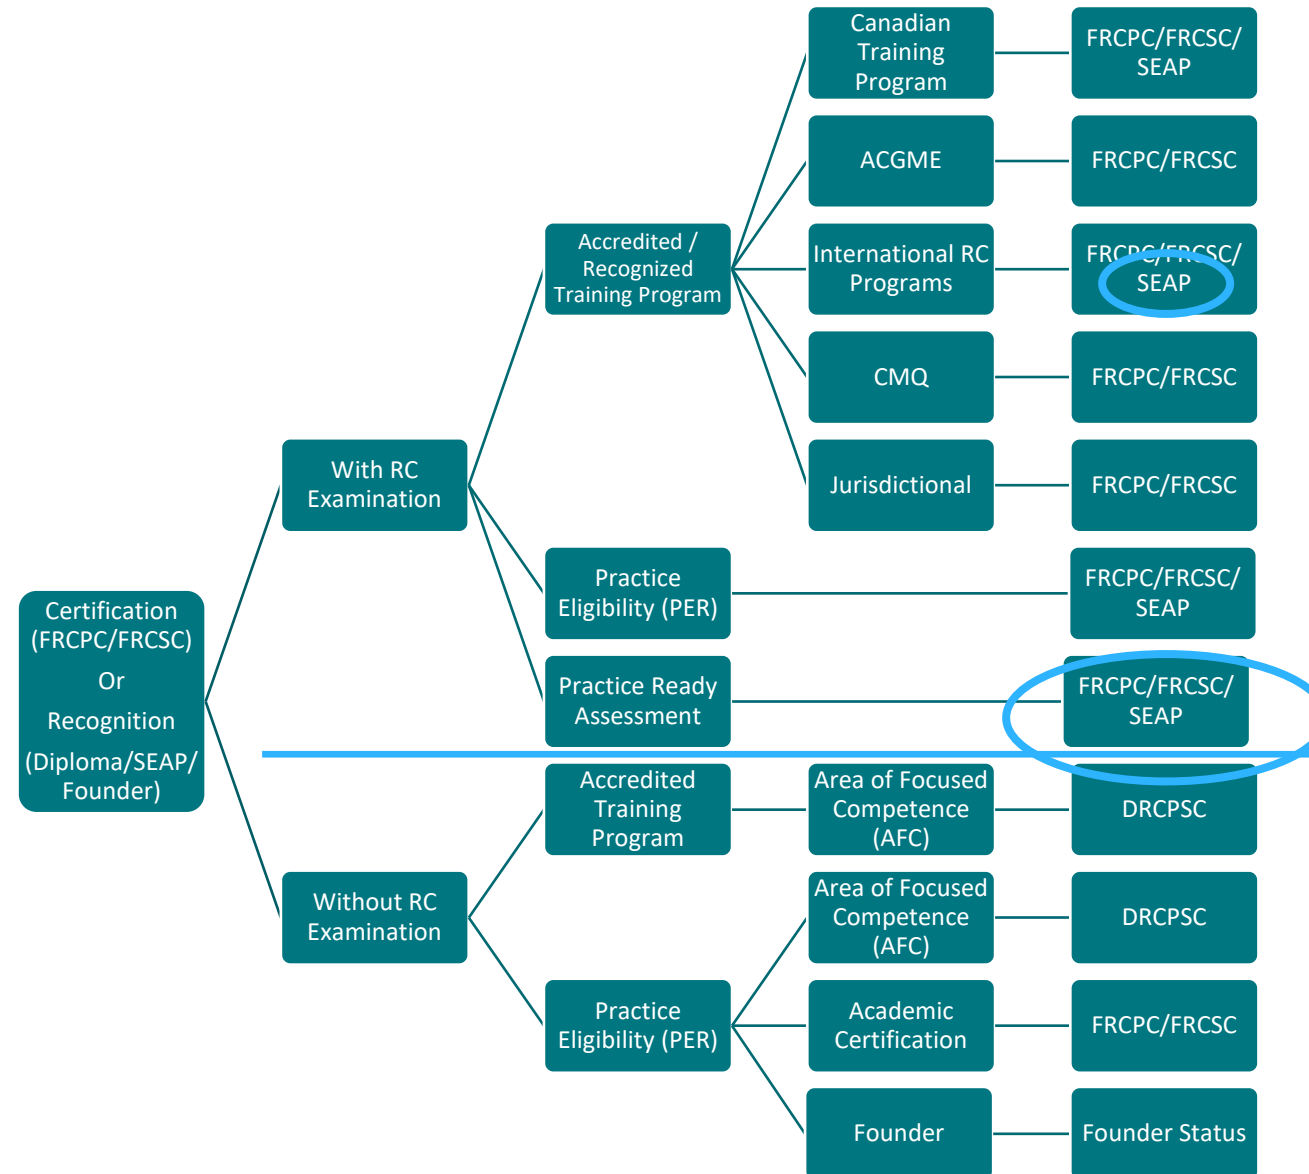 Certification
(FRCPC/FRCSC)
Or
Recognition
(Diploma/SEAP/
Founder)
With RC
Examination
Accredited /
Recognized
Training Program
Canadian
Training
Program
FRCPC/FRCSC/
SEAP
ACGME
FRCPC/FRCSC
International RC
Programs
FRCPC/FRCSC/
SEAP
CMQ
FRCPC/FRCSC
Jurisdictional
FRCPC/FRCSC
Practice
Eligibility (PER)
FRCPC/FRCSC/
SEAP
Practice Ready
Assessment
FRCPC/FRCSC/
SEAP
Without RC
Examination
Accredited
Training
Program
Area of Focused
Competence
(AFC)
DRCPSC
Practice
Eligibility (PER)
Area of Focused
Competence
(AFC)
DRCPSC
Academic
Certification
FRCPC/FRCSC
Founder
Founder Status